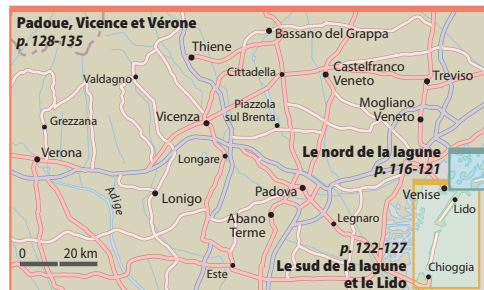 Padoue, Vicence et Vérone
p. 128-135
Bassano del Grappa
Thiene
Valdagno
Cittadella
Castelfranco
Veneto
Treviso
Piazzola
sul Brenta
Mogliano
Veneto
Grezzana
Vicenza
Verona
Longare
Le nord de la lagune
p. 116-121
Adige
Lonigo
Padova
Venise
Lido
Abano
Terme
Legnaro
p. 122-127
0 20 km
Este
Le sud de la lagune
et le Lido
Chioggia